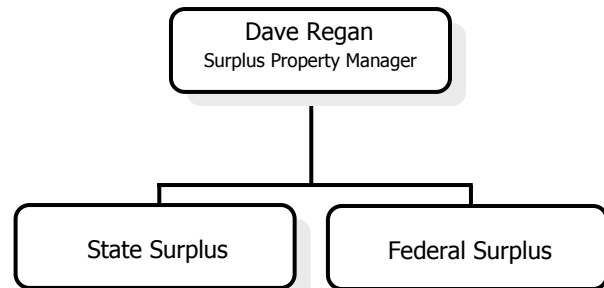 Dave Regan
Surplus Property Manager
State Surplus
Federal Surplus